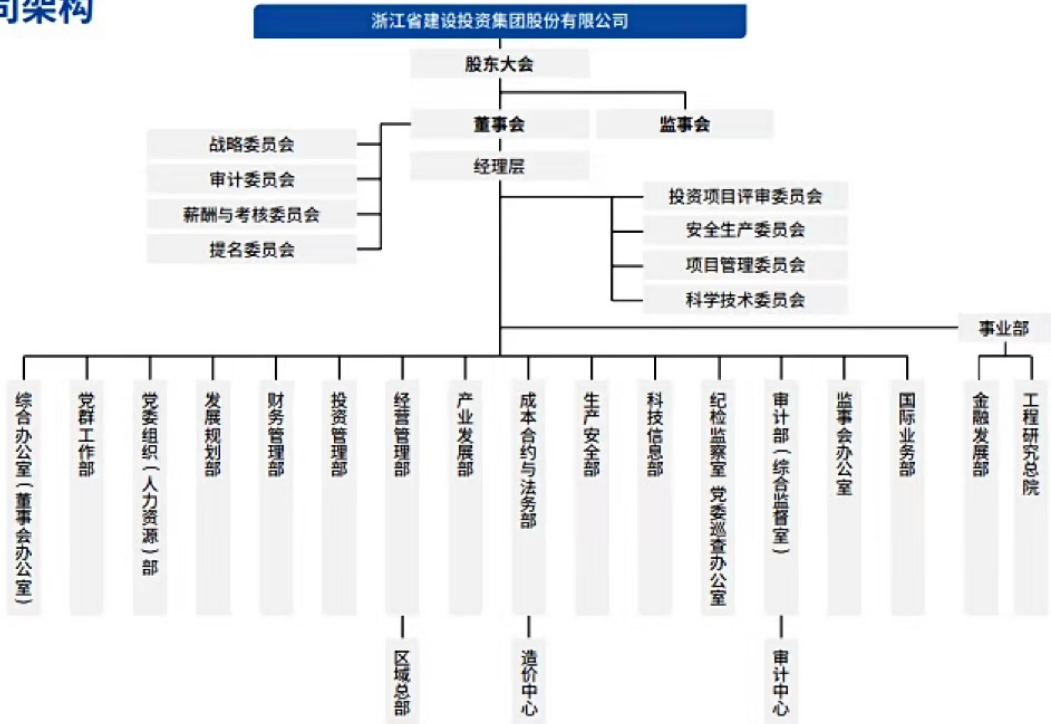 司架构
浙江省建设投资集团股份有限公司
股东大会
董事会
监事会
战略委员会
审计委员会
薪酬与考核委员会
提名委员会
经理层
投资项目评审委员会
安全生产委员会
项目管理委员会
科学技术委员会
事业部
综合办公室(董事会办公室)
党群工作部
党委组织(人力资源)部
发展规划部
财务管理部
投资管理部
经营管理部
产业发展部
成本合约与法务部
生产安全部
科技信息部
纪检监察室 党委巡查办公室
审计部(综合监督室)
监事会办公室
国际业务部
金融发展部
工程研究总院
区域总部
造价中心
审计中心